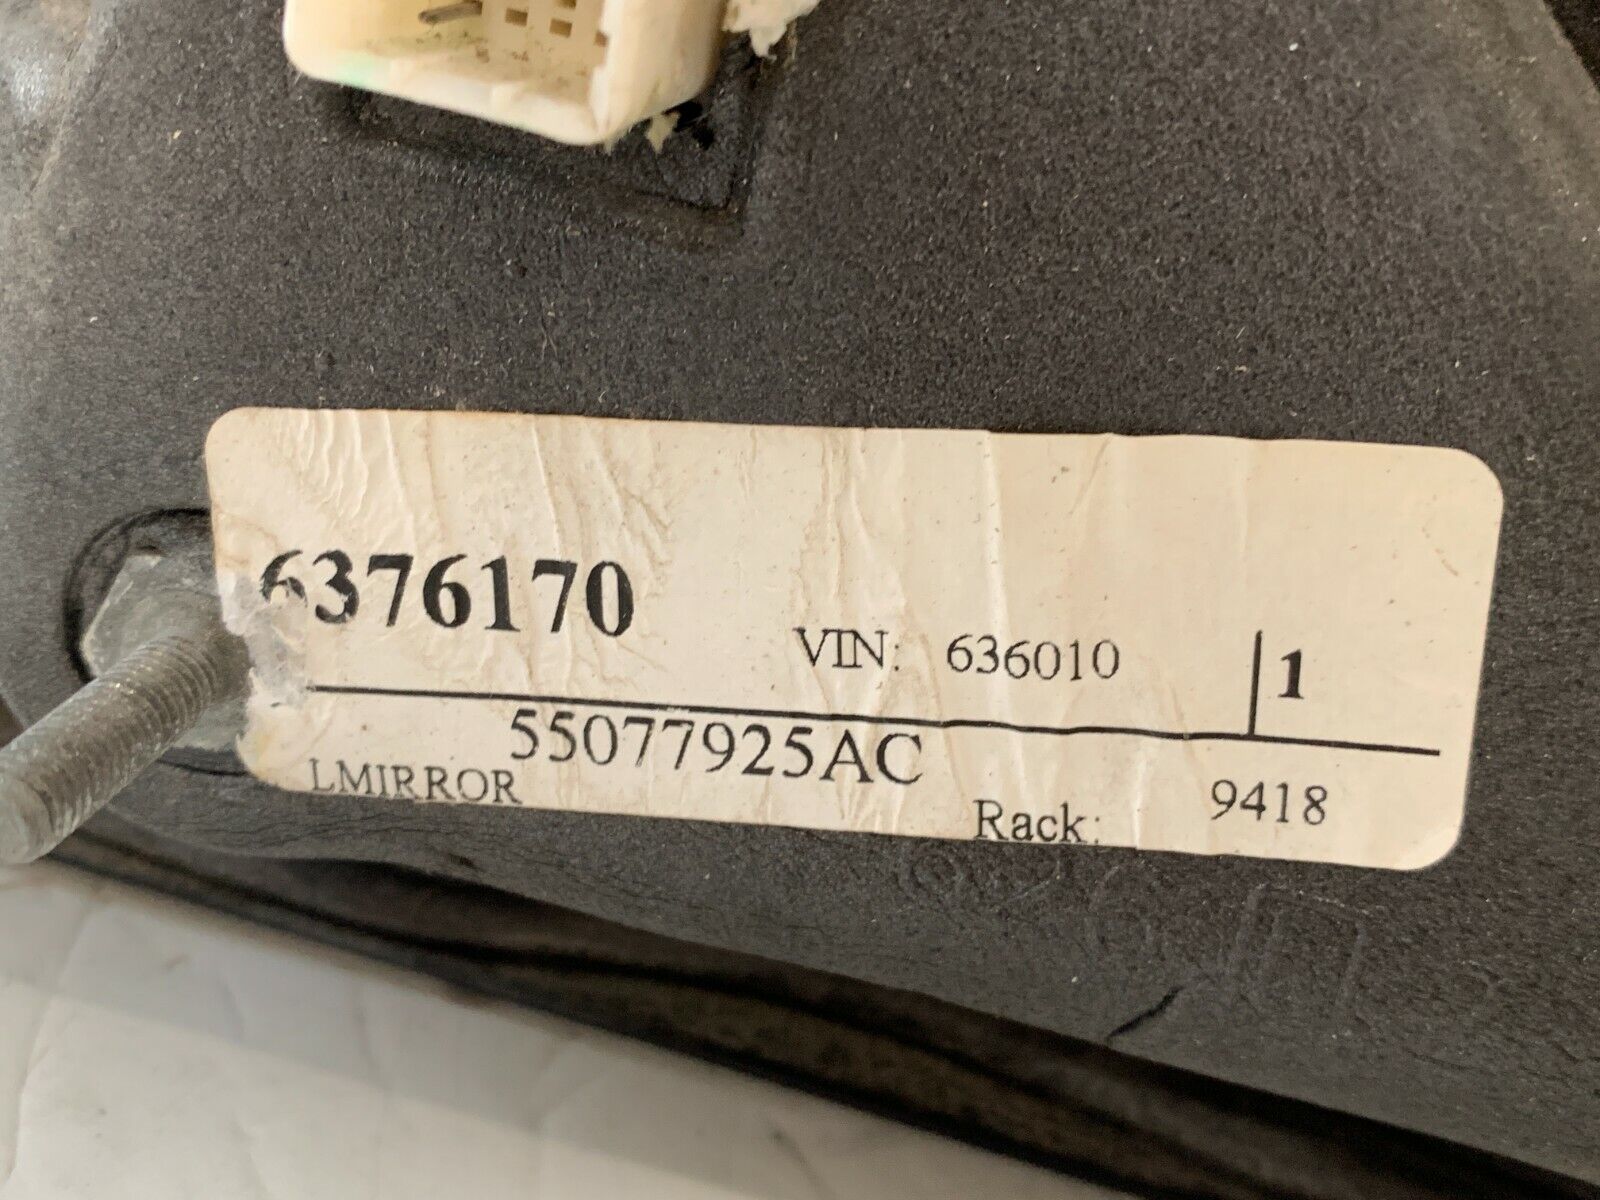 6376170
VIN: 636010 1
55077925AC
LMIRROR
Rack: 9418